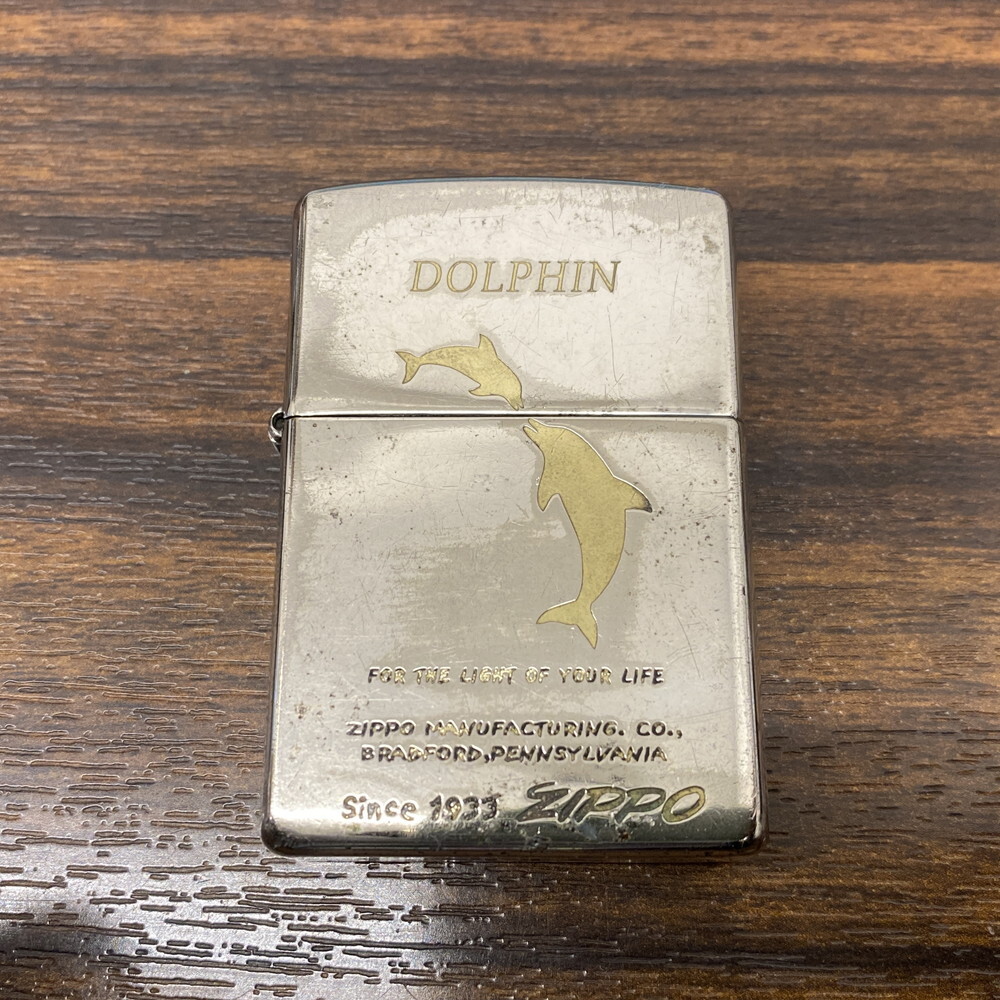 DOLPHIN
FOR THE LIGHT OF YOUR LIFE
ZIPPO MANUFACTURING. CO.,
BRADFORD,PENNSYLVANIA
Since 1933 ZIPPO